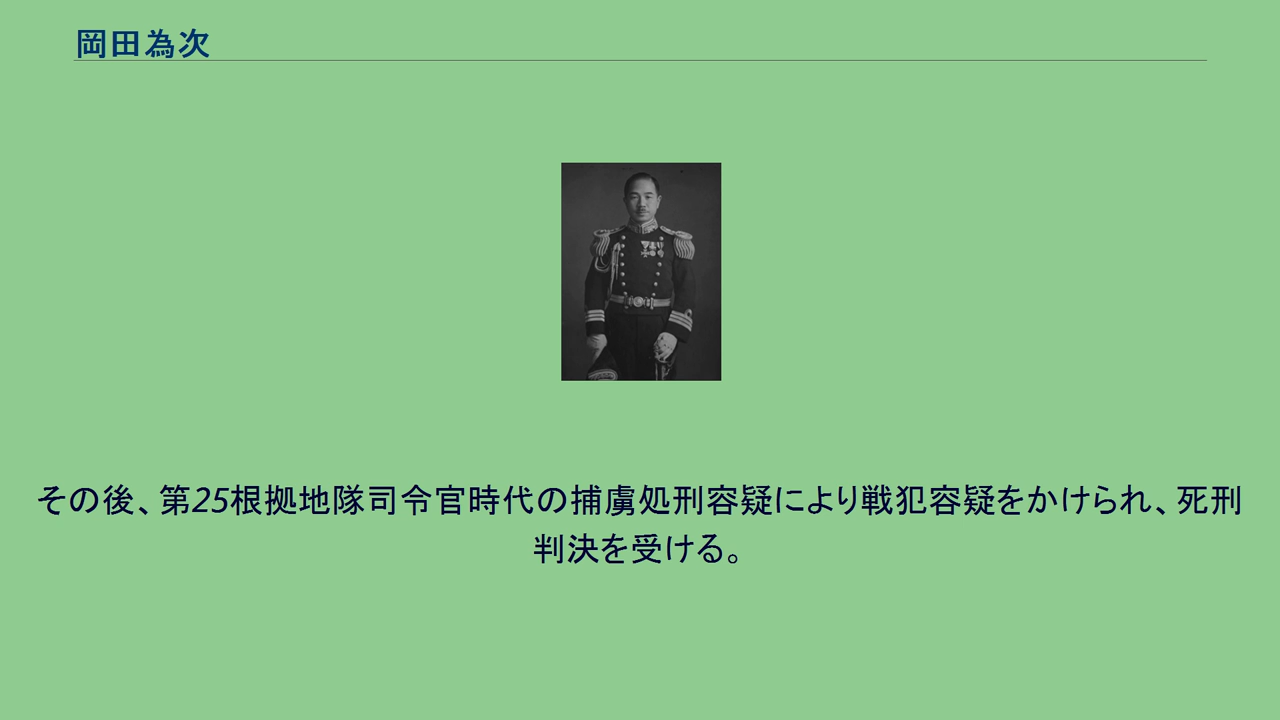 岡田為次
その後、第25根拠地隊司令官時代の捕虜処刑容疑により戦犯容疑をかけられ、死刑
判決を受ける。